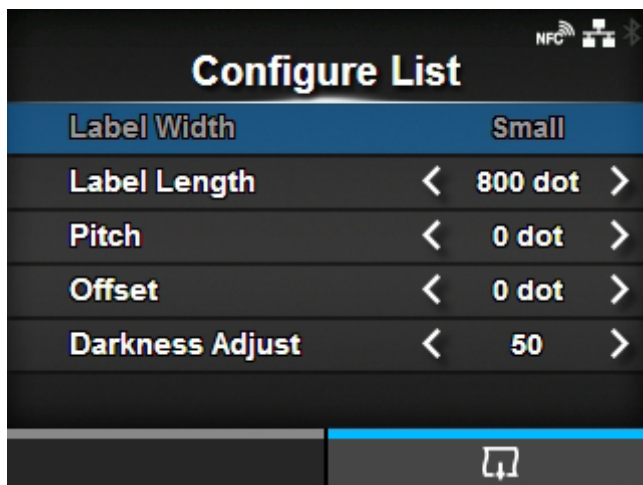 NFC
Configure List
Label Width Small
Label Length 800 dot
Pitch 0 dot
Offset 0 dot
Darkness Adjust 50